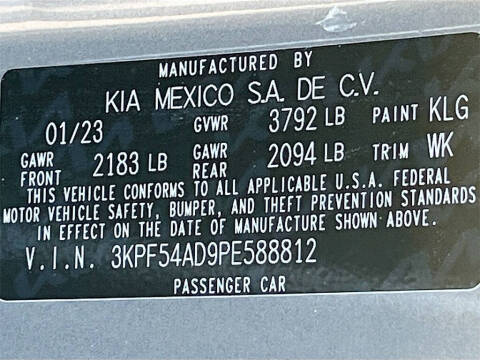 MANUFACTURED BY
KIA MEXICO S.A. DE C.V.
01/23 GVWR 3792 LB PAINT KLG
GAWR FRONT 2183 LB GAWR REAR 2094 LB TRIM WK
THIS VEHICLE CONFORMS TO ALL APPLICABLE U.S.A. FEDERAL
MOTOR VEHICLE SAFETY, BUMPER, AND THEFT PREVENTION STANDARDS
IN EFFECT ON THE DATE OF MANUFACTURE SHOWN ABOVE.
V.I.N. 3KPF54AD9PE588812
PASSENGER CAR